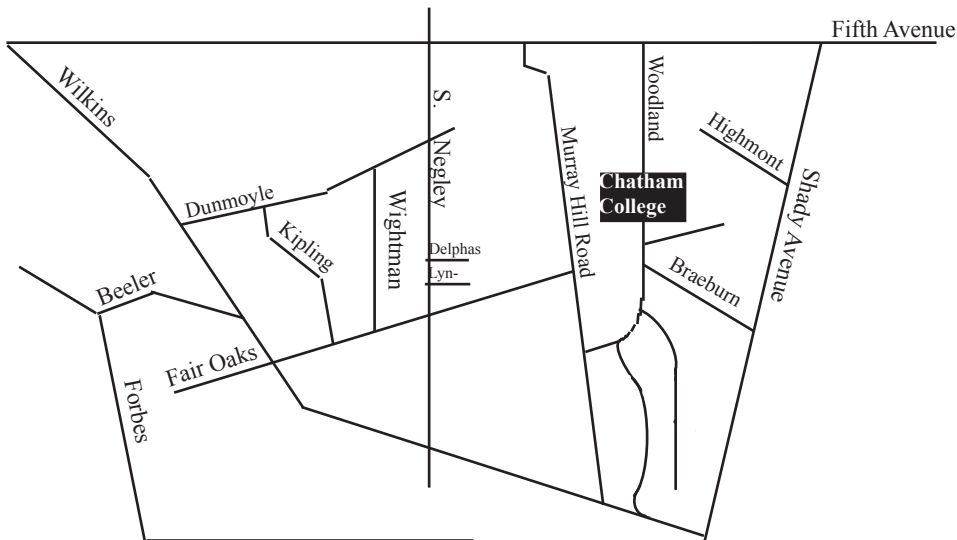 Fifth Avenue
Wilkins
S. Negley
Woodland
Highmont
Murray Hill Road
Chatham
College
Shady Avenue
Dunmoyle
Kipling
Wightman
Delphas
Lyn-
Braeburn
Beeler
Fair Oaks
Forbes